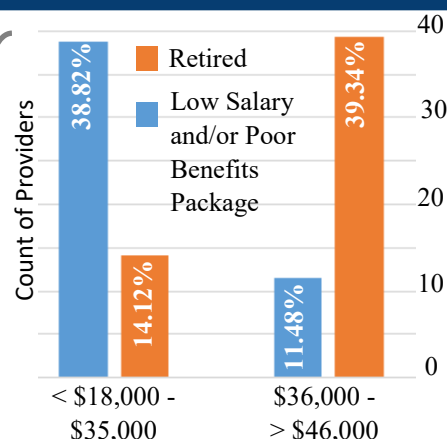 Count of Providers
Retired
Low Salary
and/or Poor
Benefits
Package
38.82%
14.12%
11.48%
39.34%
40
30
20
10
0
< $18,000 -
$35,000
$36,000 -
> $46,000